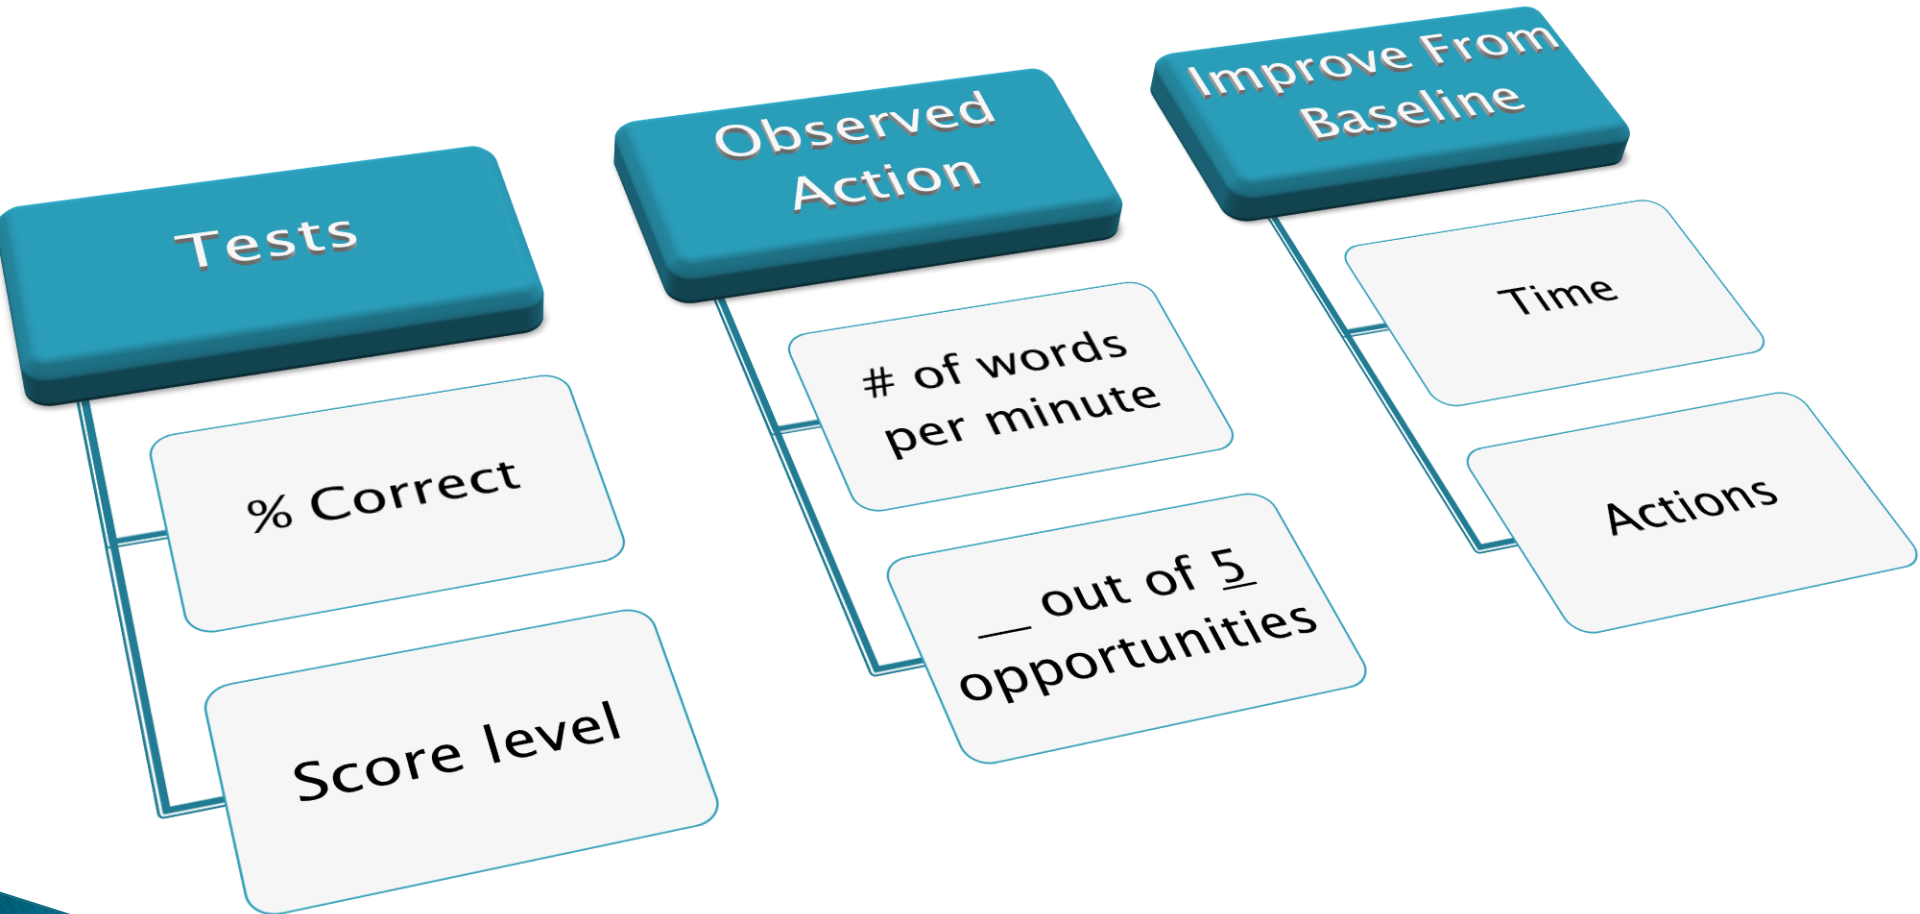 Tests
% Correct
Score level
Observed
Action
# of words
per minute
__ out of 5
opportunities
Improve From
Baseline
Time
Actions